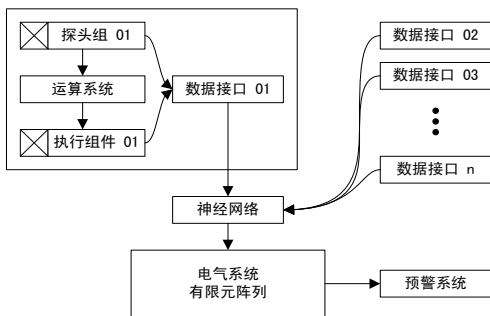 探头组 01
运算系统
执行组件 01
数据接口 01
数据接口 02
数据接口 03
数据接口 n
神经网络
电气系统
有限元阵列
预警系统